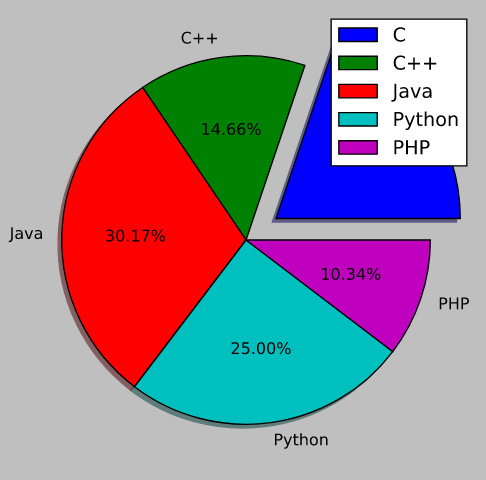 C++
C
C++
Java
Python
PHP
14.66%
Java
30.17%
10.34%
PHP
25.00%
Python